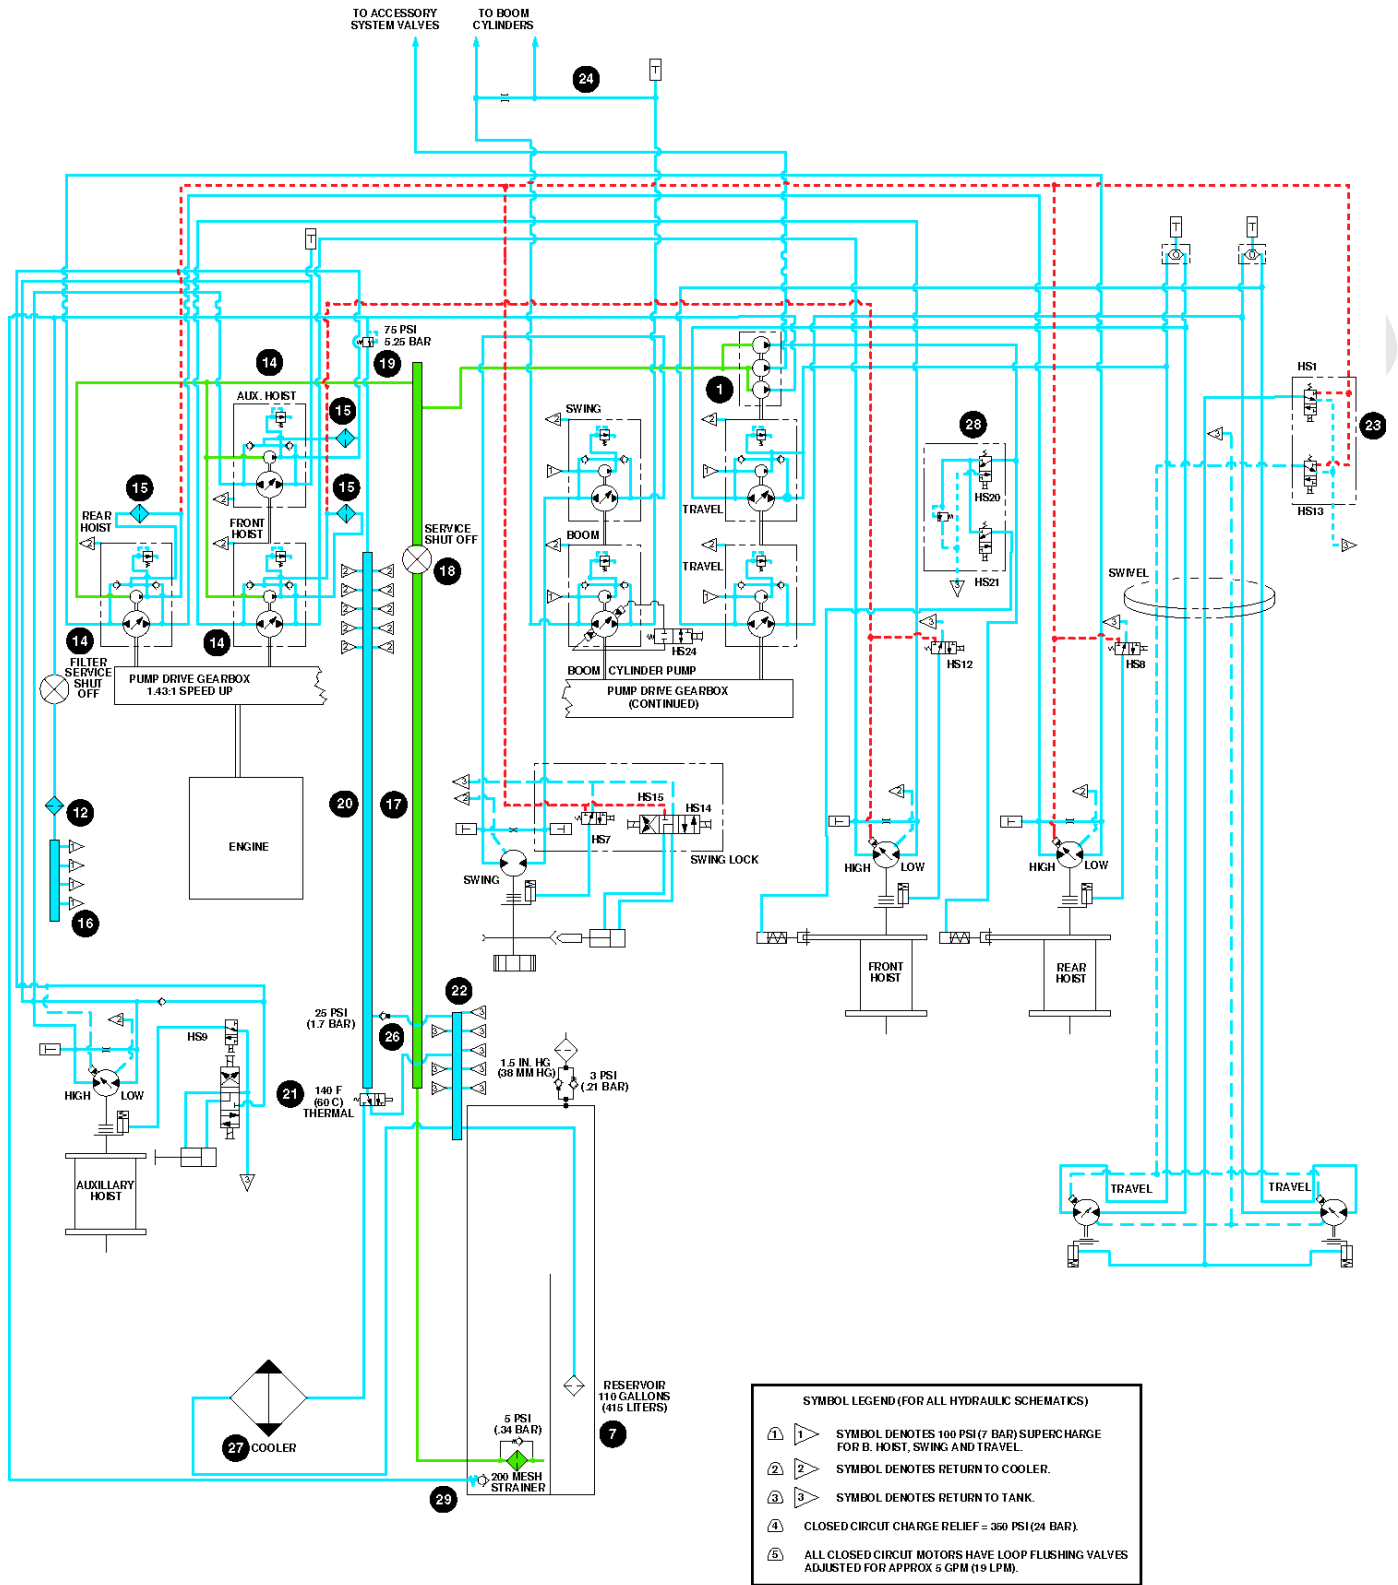 TO ACCESSORY
SYSTEM VALVES
TO BOOM
CYLINDERS
T
24
T
T
T
75 PSI
5.25 BAR
19
14
AUX. HOIST
15
1
SWING
HS1
23
28
HS20
HS13
3
15
REAR
HOIST
FRONT
HOIST
15
SERVICE
SHUT OFF
18
BOOM
TRAVEL
TRAVEL
HS21
3
SWIVEL
14
14
FILTER
SERVICE
SHUT
OFF
PUMP DRIVE GEARBOX
1.43:1 SPEED UP
HS24
BOOM CYLINDER PUMP
PUMP DRIVE GEARBOX
(CONTINUED)
HS12
HS8
12
ENGINE
20
17
HS15
HS14
HS7
SWING LOCK
SWING
HIGH
LOW
HIGH
LOW
16
FRONT
HOIST
REAR
HOIST
22
25 PSI
(1.7 BAR)
26
HS9
1.5 IN. HG
(38 MM HG)
3 PSI
(.21 BAR)
HIGH
LOW
21
140 F
(60 C)
THERMAL
AUXILLARY
HOIST
3
TRAVEL
TRAVEL
RESERVOIR
110 GALLONS
(415 LITERS)
7
5 PSI
(.34 BAR)
27
COOLER
200 MESH
STRAINER
29
SYMBOL LEGEND (FOR ALL HYDRAULIC SCHEMATICS)
1 1 SYMBOL DENOTES 100 PSI (7 BAR) SUPERCHARGE
FOR B. HOIST, SWING AND TRAVEL.
2 2 SYMBOL DENOTES RETURN TO COOLER.
3 3 SYMBOL DENOTES RETURN TO TANK.
4 CLOSED CIRCUT CHARGE RELIEF = 350 PSI (24 BAR).
5 ALL CLOSED CIRCUT MOTORS HAVE LOOP FLUSHING VALVES
ADJUSTED FOR APPROX 5 GPM (19 LPM).